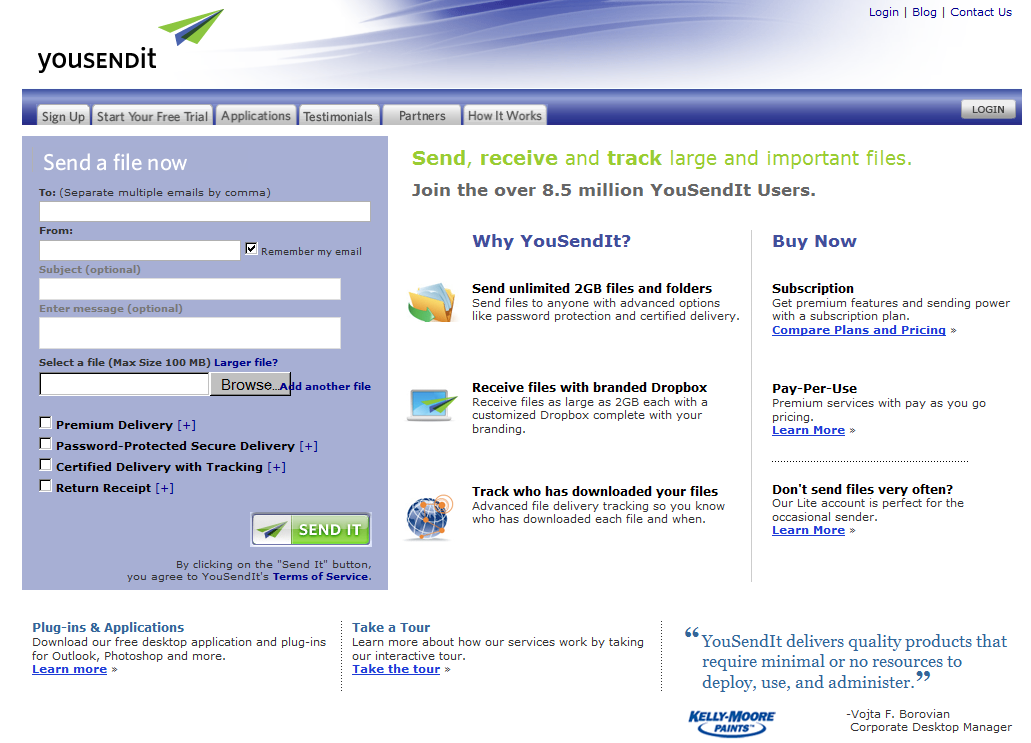 Login | Blog | Contact Us
yousendit
Sign Up
Start Your Free Trial
Applications
Testimonials
Partners
How It Works
LOGIN
Send a file now
To: (Separate multiple emails by comma)
From:
Remember my email
Subject (optional)
Enter message (optional)
Select a file (Max Size 100 MB) Larger file?
Browse... Add another file
Premium Delivery [+]
Password-Protected Secure Delivery [+]
Certified Delivery with Tracking [+]
Return Receipt [+]
SEND IT
By clicking on the "Send It" button,
you agree to YouSendIt's Terms of Service.
Send, receive and track large and important files.
Join the over 8.5 million YouSendIt Users.
Why YouSendIt?
Send unlimited 2GB files and folders
Send files to anyone with advanced options
like password protection and certified delivery.
Receive files with branded Dropbox
Receive files as large as 2GB each with a
customized Dropbox complete with your
branding.
Track who has downloaded your files
Advanced file delivery tracking so you know
who has downloaded each file and when.
Buy Now
Subscription
Get premium features and sending power
with a subscription plan.
Compare Plans and Pricing »
Pay-Per-Use
Premium services with pay as you go
pricing.
Learn More »
Don't send files very often?
Our Lite account is perfect for the
occasional sender.
Learn More »
Plug-ins & Applications
Download our free desktop application and plug-ins
for Outlook, Photoshop and more.
Learn more »
Take a Tour
Learn more about how our services work by taking
our interactive tour.
Take the tour »
“YouSendIt delivers quality products that
require minimal or no resources to
deploy, use, and administer.”
KELLY-MOORE
PAINTS
-Vojta F. Borovian
Corporate Desktop Manager